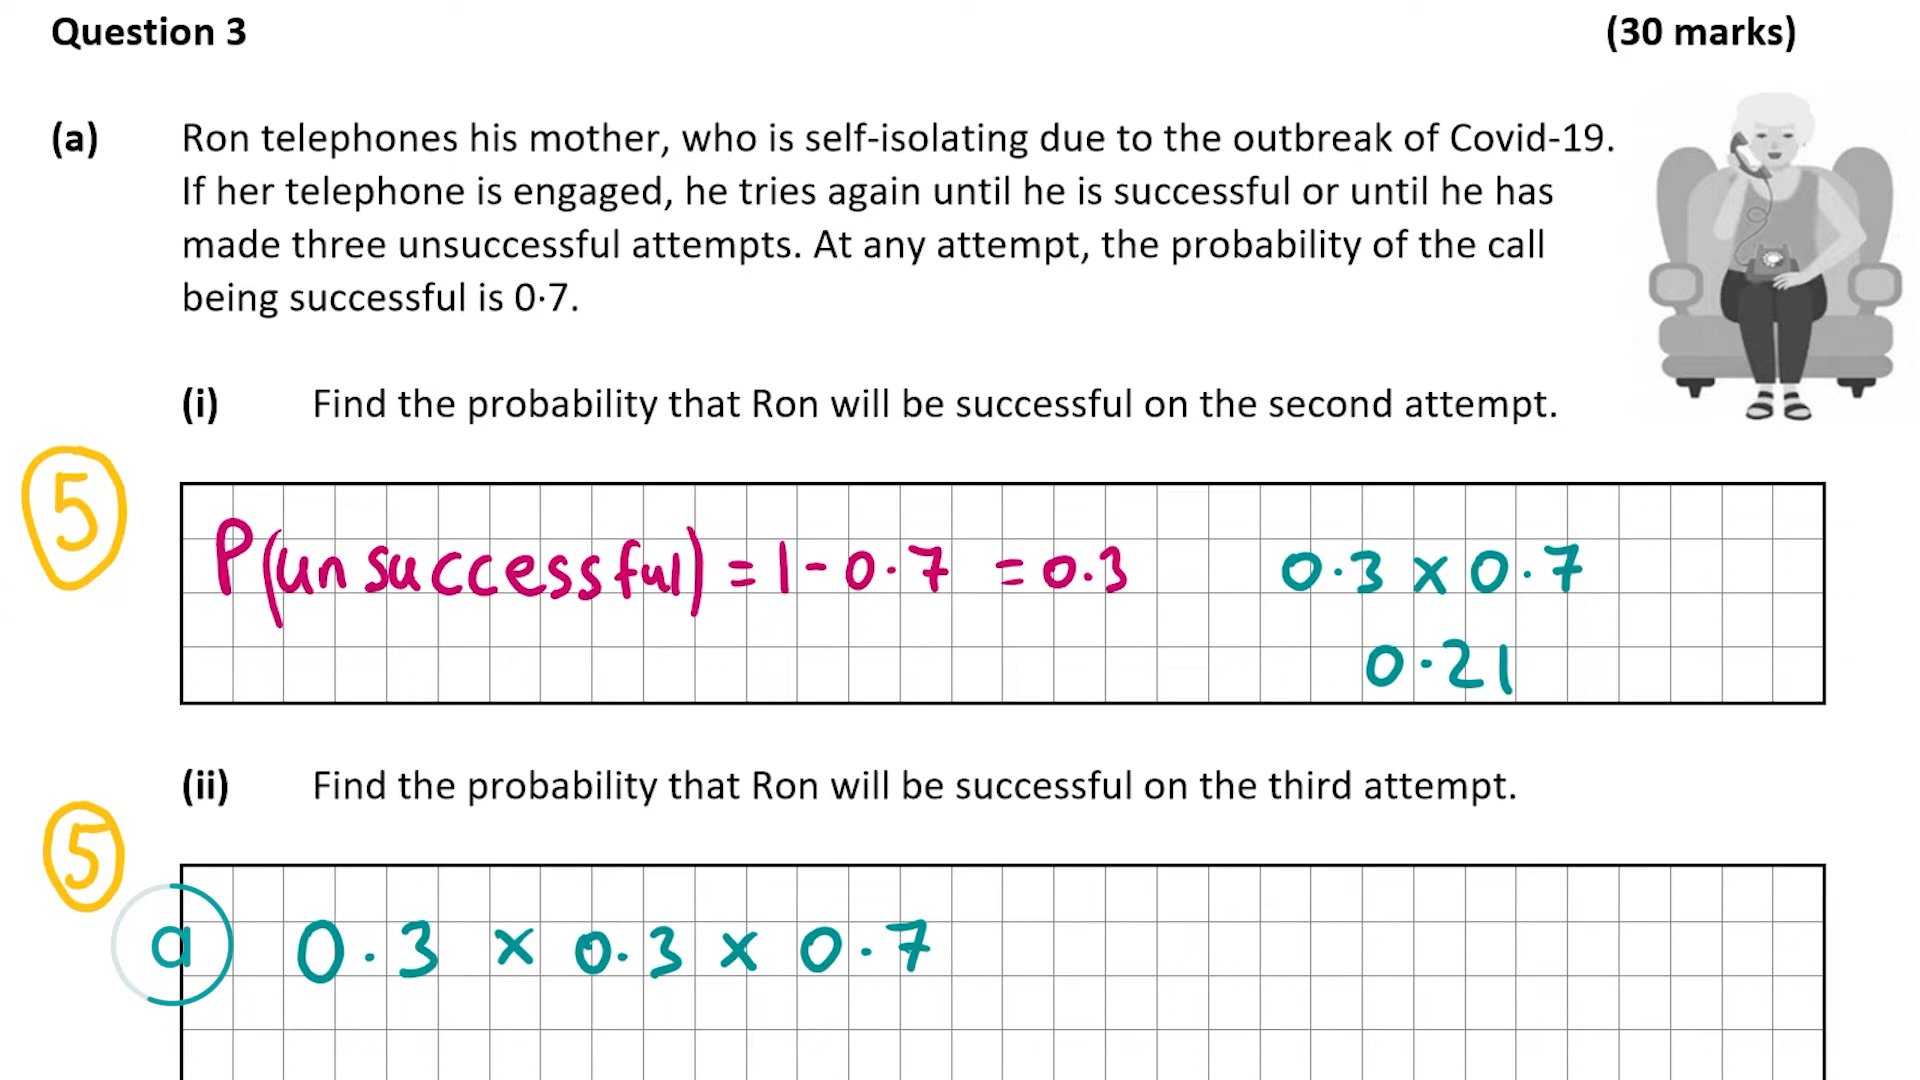 Question 3 (30 marks)
(a) Ron telephones his mother, who is self-isolating due to the outbreak of Covid-19.
If her telephone is engaged, he tries again until he is successful or until he has
made three unsuccessful attempts. At any attempt, the probability of the call
being successful is 0·7.
(i) Find the probability that Ron will be successful on the second attempt.
5
P(unsuccessful) = 1 - 0.7 = 0.3 0.3 x 0.7
0.21
(ii) Find the probability that Ron will be successful on the third attempt.
5
a 0.3 x 0.3 x 0.7